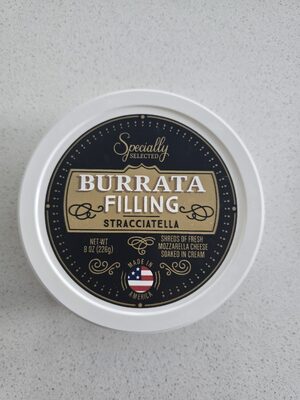 Specially
SELECTED
BURRATA
FILLING
STRACCIATELLA
NET WT
8 OZ (226g)
SHREDS OF FRESH
MOZZARELLA CHEESE
SOAKED IN CREAM
MADE IN
AMERICA